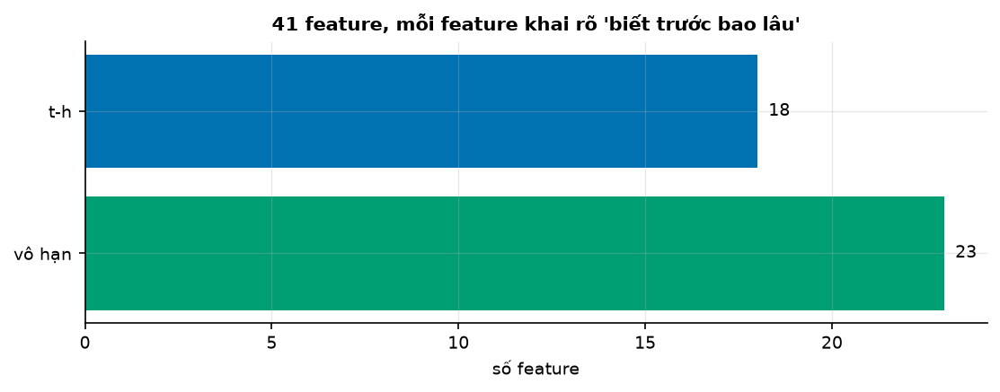 41 feature, mỗi feature khai rõ 'biết trước bao lâu'
t-h
18
vô hạn
23
0 5 10 15 20
số feature